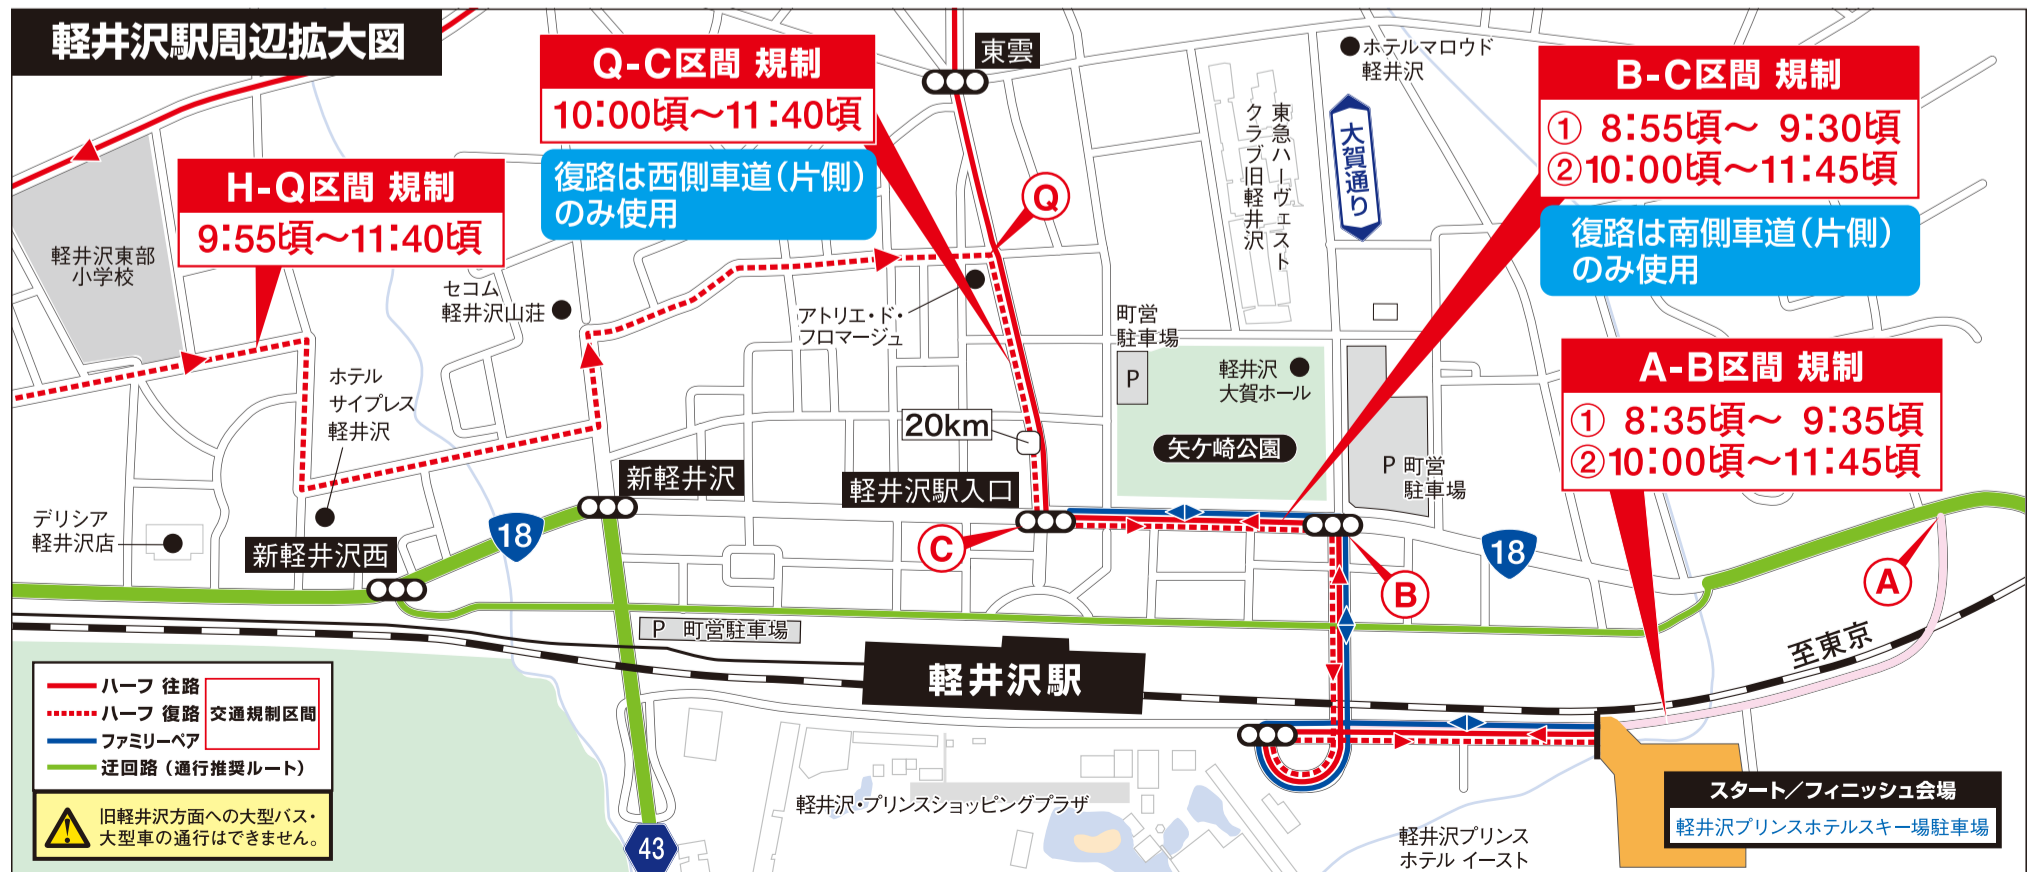 軽井沢駅周辺拡大図
Q-C区間 規制
10:00頃～11:40頃
復路は西側車道(片側)
のみ使用
東雲
ホテルマロウド
軽井沢
B-C区間 規制
① 8:55頃～ 9:30頃
②10:00頃～11:45頃
復路は南側車道(片側)
のみ使用
大賀通り
東急ハーヴェスト
クラブ旧軽井沢
H-Q区間 規制
9:55頃～11:40頃
Q
軽井沢東部
小学校
セコム
軽井沢山荘
アトリエ・ド・
フロマージュ
町営
駐車場
P
軽井沢
大賀ホール
矢ケ崎公園
P 町営
駐車場
A-B区間 規制
① 8:35頃～ 9:35頃
②10:00頃～11:45頃
ホテル
サイプレス
軽井沢
20km
新軽井沢
軽井沢駅入口
デリシア
軽井沢店
新軽井沢西
18
C
18
B
A
P 町営駐車場
軽井沢駅
至東京
ハーフ 往路
ハーフ 復路
交通規制区間
ファミリーペア
迂回路(通行推奨ルート)
旧軽井沢方面への大型バス・
大型車の通行はできません。
43
軽井沢・プリンスショッピングプラザ
軽井沢プリンス
ホテル イースト
スタート／フィニッシュ会場
軽井沢プリンスホテルスキー場駐車場